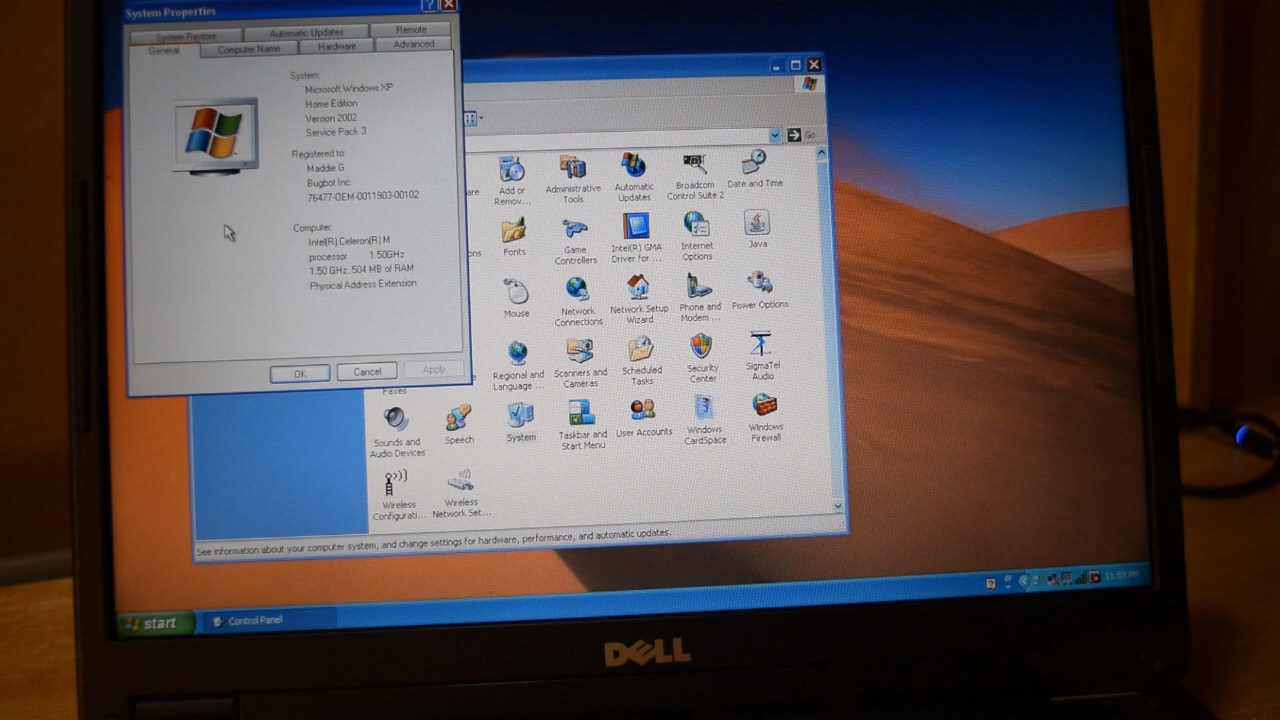 System Properties
System Restore
Automatic Updates
Remote
General
Computer Name
Hardware
Advanced
System:
Microsoft Windows XP
Home Edition
Version 2002
Service Pack 3
Registered to:
Maddie G
Bugbot Inc.
76477-OEM-0011903-00102
Computer:
Intel(R) Celeron(R) M
processor 1.50GHz
1.50 GHz, 504 MB of RAM
Physical Address Extension
OK
Cancel
Apply
Go
Add or
Remov...
Administrative
Tools
Automatic
Updates
Broadcom
Control Suite 2
Date and Time
Fonts
Game
Controllers
Intel(R) GMA
Driver for ...
Internet
Options
Java
Mouse
Network
Connections
Network Setup
Wizard
Phone and
Modem ...
Power Options
Regional and
Language ...
Scanners and
Cameras
Scheduled
Tasks
Security
Center
SigmaTel
Audio
Faxes
Sounds and
Audio Devices
Speech
System
Taskbar and
Start Menu
User Accounts
Windows
CardSpace
Windows
Firewall
Wireless
Configurati...
Wireless
Network Set...
See information about your computer system, and change settings for hardware, performance, and automatic updates.
start
Control Panel
11:59 PM
DELL